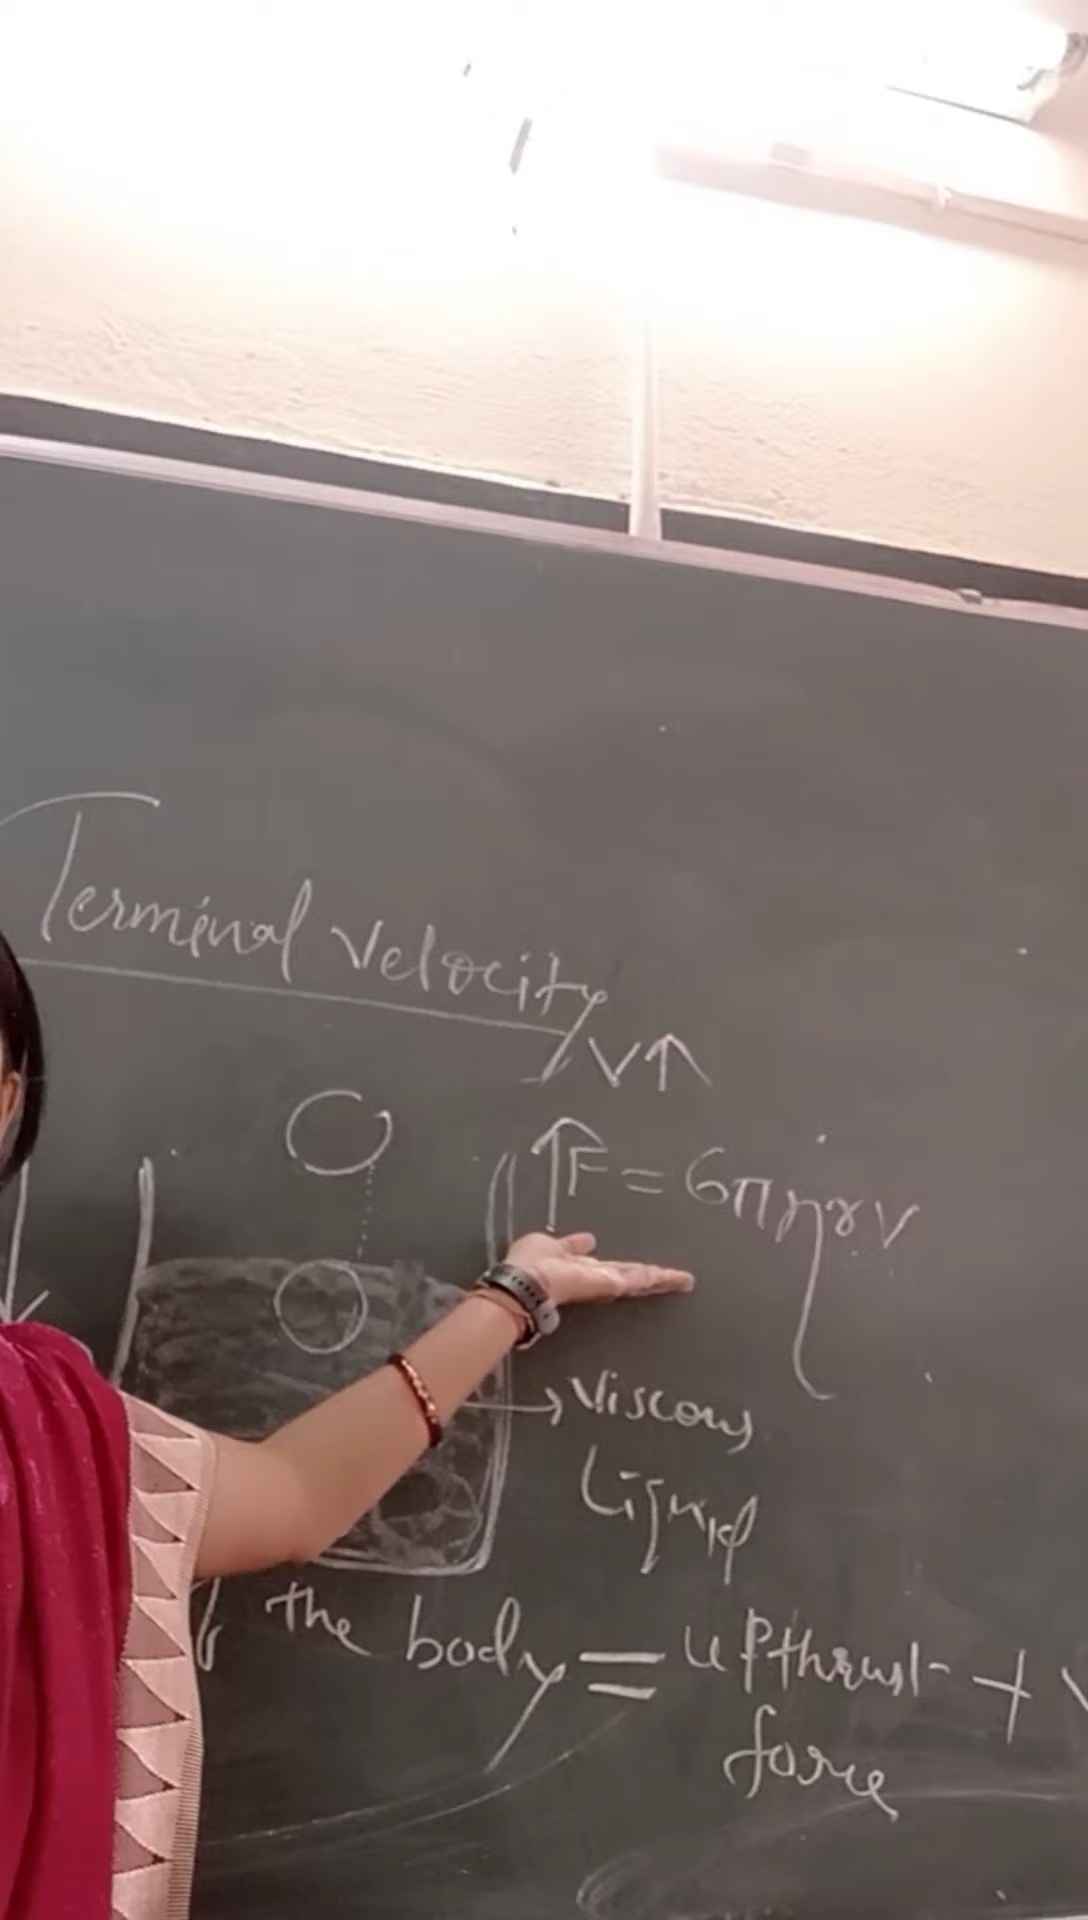 Terminal Velocity
V↑
↑F = 6πηrv
→ Viscous
Liquid
the body = upthrust +
force